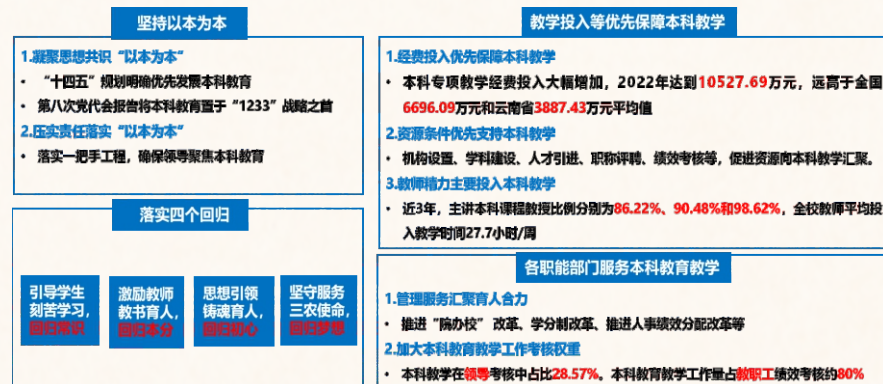 坚持以本为本
1.凝聚思想共识“以本为本”
• “十四五”规划明确优先发展本科教育
• 第八次党代会报告将本科教育置于“1233”战略之首
2.压实责任落实“以本为本”
• 落实一把手工程，确保领导聚焦本科教育
落实四个回归
引导学生
刻苦学习，
回归常识
激励教师
教书育人，
回归本分
思想引领
铸魂育人，
回归初心
坚守服务
三农使命，
回归梦想
教学投入等优先保障本科教学
1.经费投入优先保障本科教学
• 本科专项教学经费投入大幅增加，2022年达到10527.69万元，远高于全国
6696.09万元和云南省3887.43万元平均值
2.资源条件优先支持本科教学
• 机构设置、学科建设、人才引进、职称评聘、绩效考核等，促进资源向本科教学汇聚。
3.教师精力主要投入本科教学
• 近3年，主讲本科课程教授比例分别为86.22%、90.48%和98.62%，全校教师平均投
入教学时间27.7小时/周
各职能部门服务本科教育教学
1.管理服务汇聚育人合力
• 推进“院办校”改革、学分制改革、推进人事绩效分配改革等
2.加大本科教育教学工作考核权重
• 本科教学在领导考核中占比28.57%。本科教育教学工作量占教职工绩效考核约80%